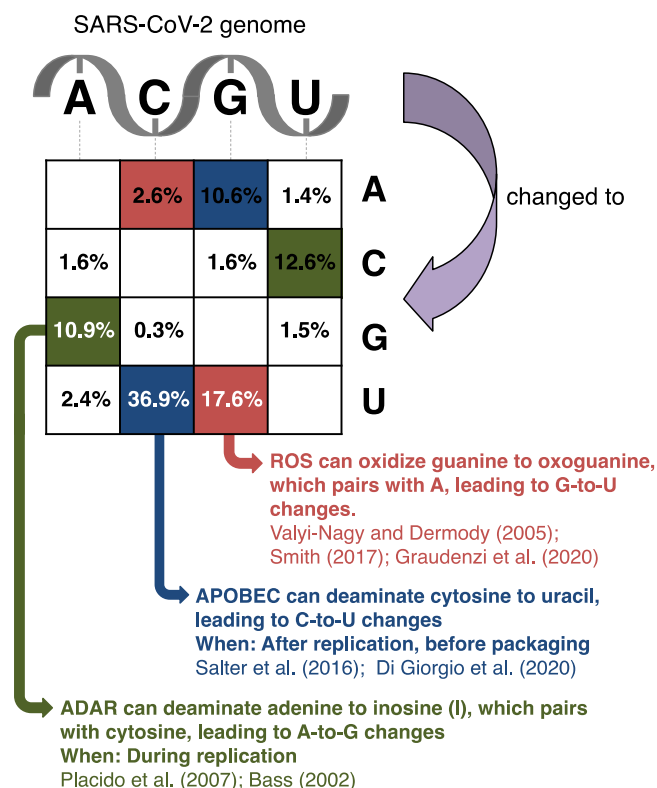 SARS-CoV-2 genome
A C G U
2.6% 10.6% 1.4% A
changed to
1.6% 1.6% 12.6% C
10.9% 0.3% 1.5% G
2.4% 36.9% 17.6% U
ROS can oxidize guanine to oxoguanine,
which pairs with A, leading to G-to-U
changes.
Valyi-Nagy and Dermody (2005);
Smith (2017); Graudenzi et al. (2020)
APOBEC can deaminate cytosine to uracil,
leading to C-to-U changes
When: After replication, before packaging
Salter et al. (2016); Di Giorgio et al. (2020)
ADAR can deaminate adenine to inosine (I), which pairs
with cytosine, leading to A-to-G changes
When: During replication
Placido et al. (2007); Bass (2002)